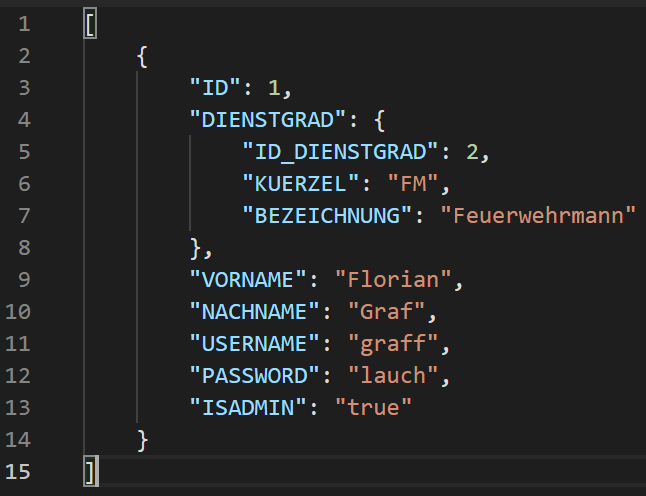 1 [
2 {
3 "ID": 1,
4 "DIENSTGRAD": {
5 "ID_DIENSTGRAD": 2,
6 "KUERZEL": "FM",
7 "BEZEICHNUNG": "Feuerwehrmann"
8 },
9 "VORNAME": "Florian",
10 "NACHNAME": "Graf",
11 "USERNAME": "graff",
12 "PASSWORD": "lauch",
13 "ISADMIN": "true"
14 }
15 ]